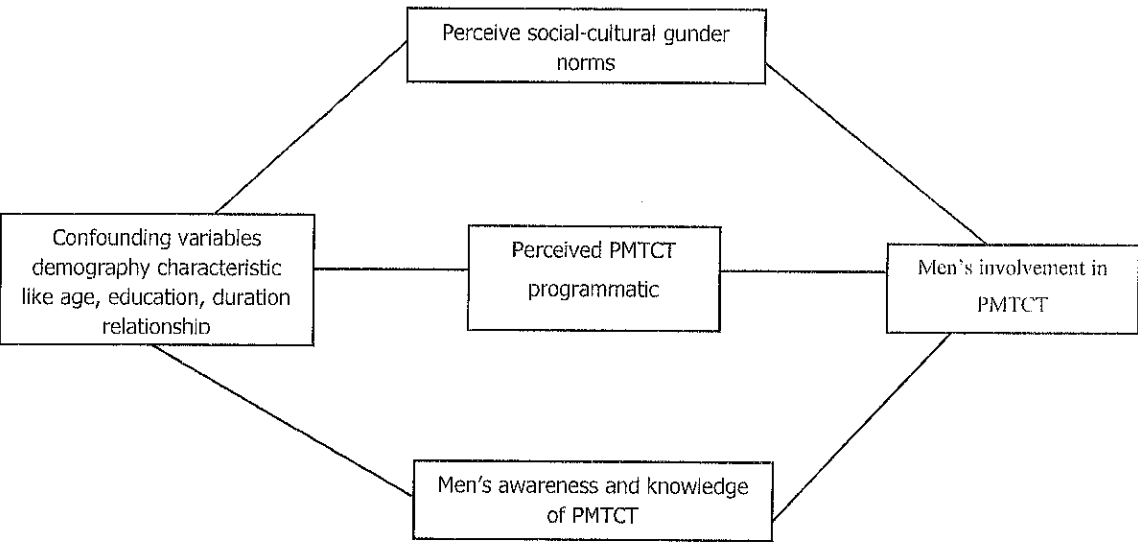 Perceive social-cultural gunder
norms
Confounding variables
demography characteristic
like age, education, duration
relationship
Perceived PMTCT
programmatic
Men's involvement in
PMTCT
Men's awareness and knowledge
of PMTCT